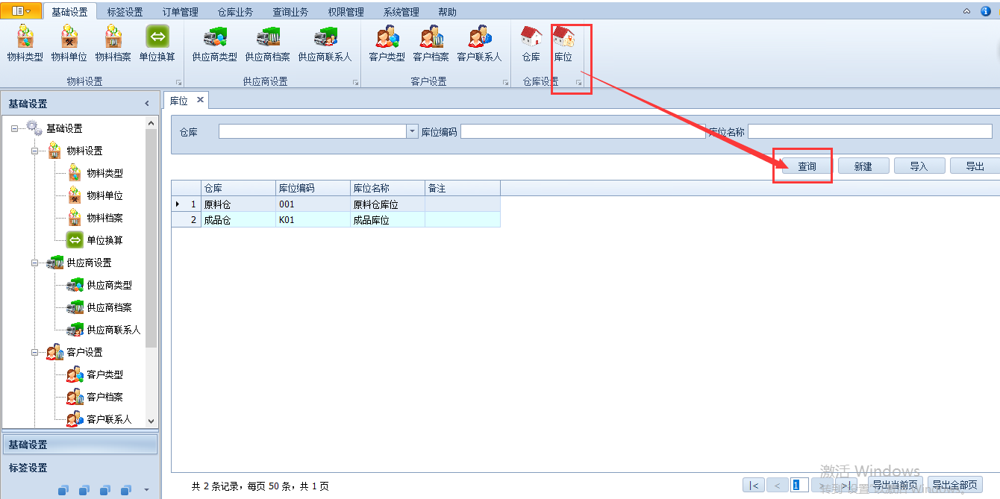 基础设置 标签设置 订单管理 仓库业务 查询业务 权限管理 系统管理 帮助
物料类型 物料单位 物料档案 单位换算 供应商类型 供应商档案 供应商联系人 客户类型 客户档案 客户联系人 仓库 库位
物料设置 供应商设置 客户设置 仓库设置
基础设置
库位
基础设置
物料设置
物料类型
物料单位
物料档案
单位换算
供应商设置
供应商类型
供应商档案
供应商联系人
客户设置
客户类型
客户档案
客户联系人
基础设置
标签设置
仓库 库位编码 库位名称
查询 新建 导入 导出
仓库 库位编码 库位名称 备注
1 原料仓 001 原料仓库位
2 成品仓 K01 成品库位
共 2 条记录，每页 50 条，共 1 页
|< < 1 > >| 导出当前页 导出全部页
激活 Windows
转到"设置"以激活 Windows